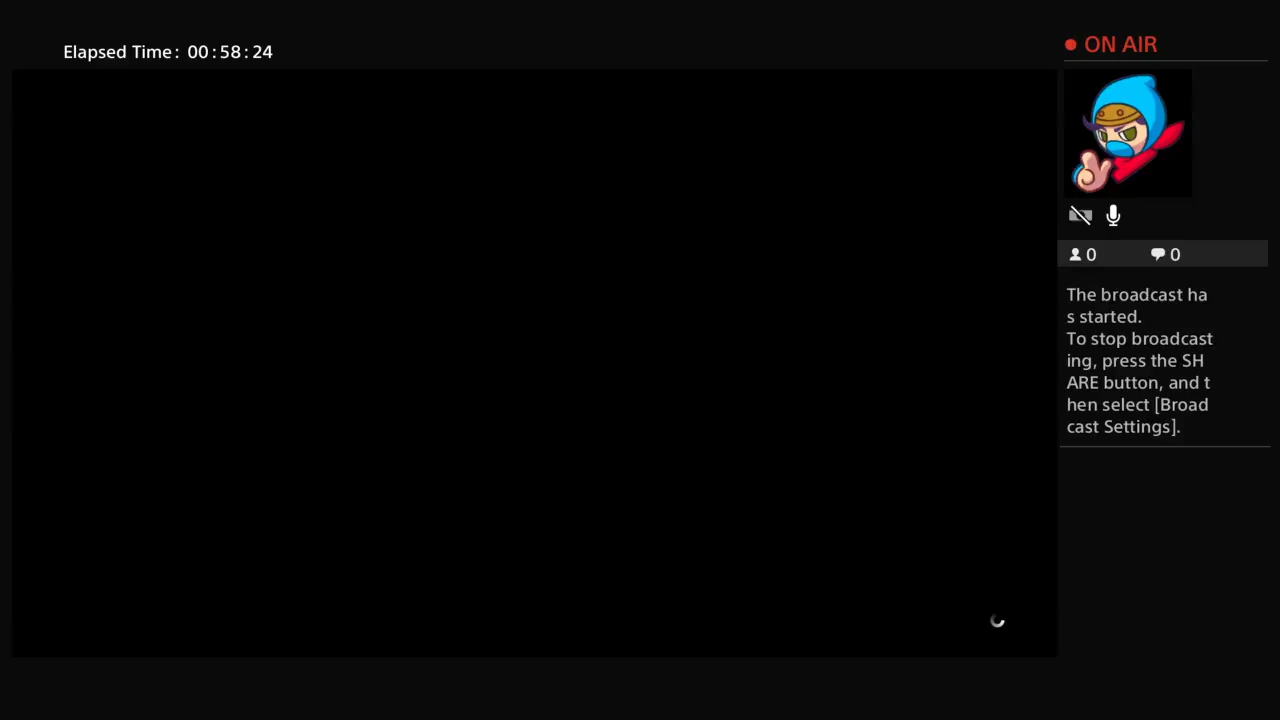 Elapsed Time: 00:58:24
ON AIR
0 0
The broadcast ha
s started.
To stop broadcast
ing, press the SH
ARE button, and t
hen select [Broad
cast Settings].